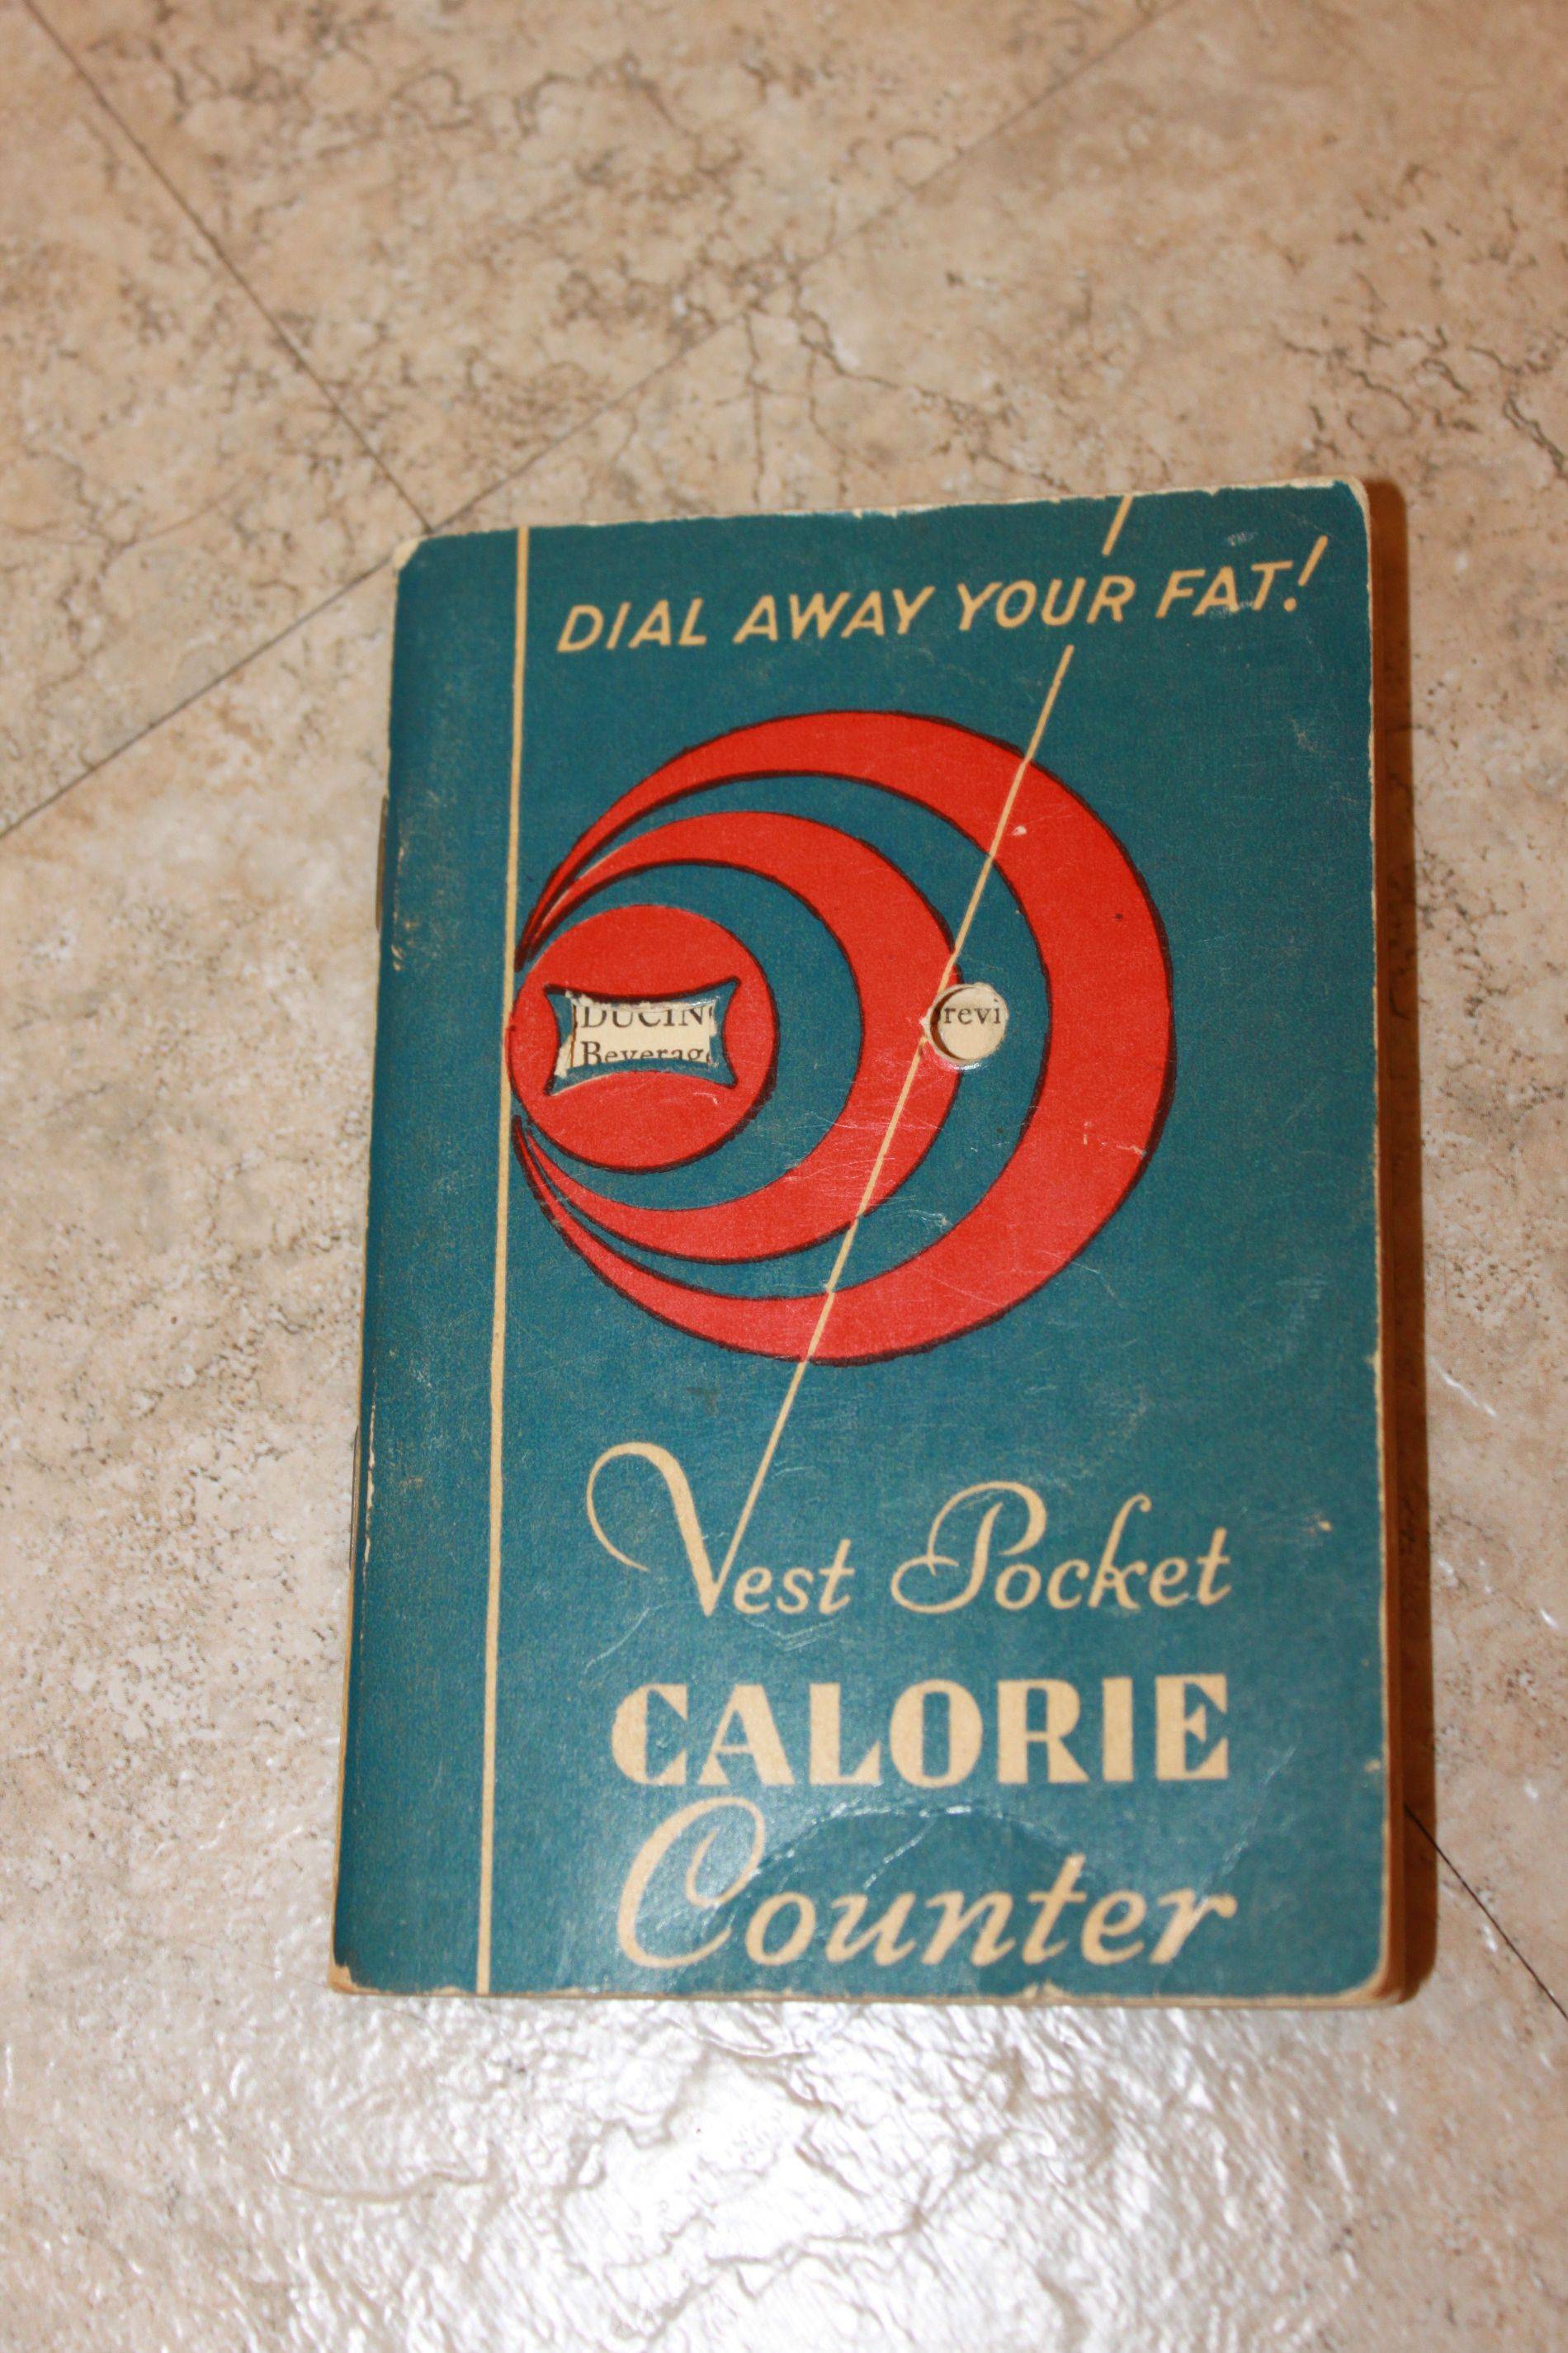 DIAL AWAY YOUR FAT!
DUCIN
Beverag
revi
Vest Pocket
CALORIE
Counter